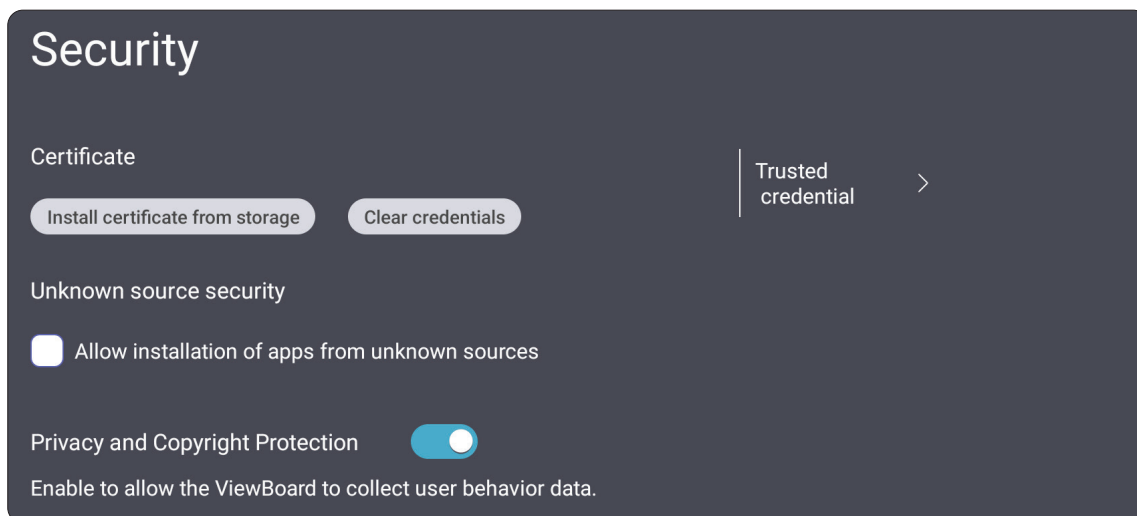 Security
Certificate
Trusted
credential
Install certificate from storage
Clear credentials
Unknown source security
Allow installation of apps from unknown sources
Privacy and Copyright Protection
Enable to allow the ViewBoard to collect user behavior data.